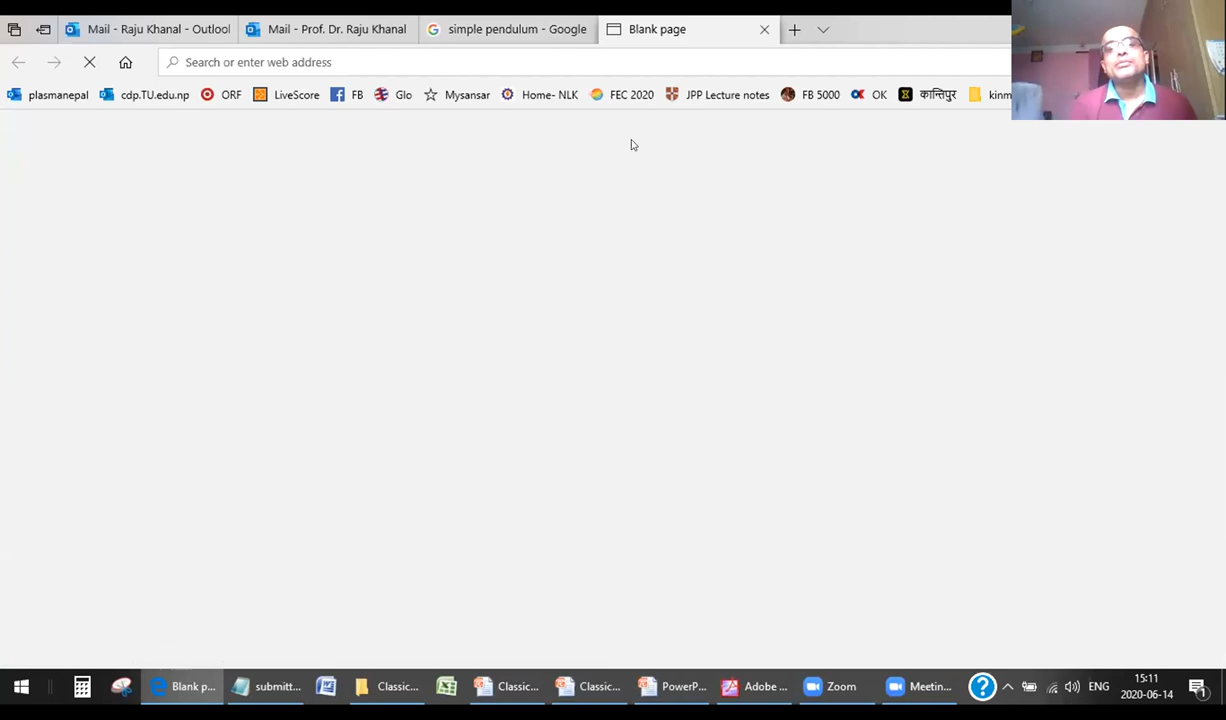 Mail - Raju Khanal - Outlool
Mail - Prof. Dr. Raju Khanal
simple pendulum - Google
Blank page
Search or enter web address
plasmanepal
cdp.TU.edu.np
ORF
LiveScore
FB
Glo
Mysansar
Home- NLK
FEC 2020
JPP Lecture notes
FB 5000
OK
कान्तिपुर
kinm
Blank p...
submitt...
Classic...
Classic...
Classic...
PowerP...
Adobe ...
Zoom
Meetin...
ENG
15:11
2020-06-14
1